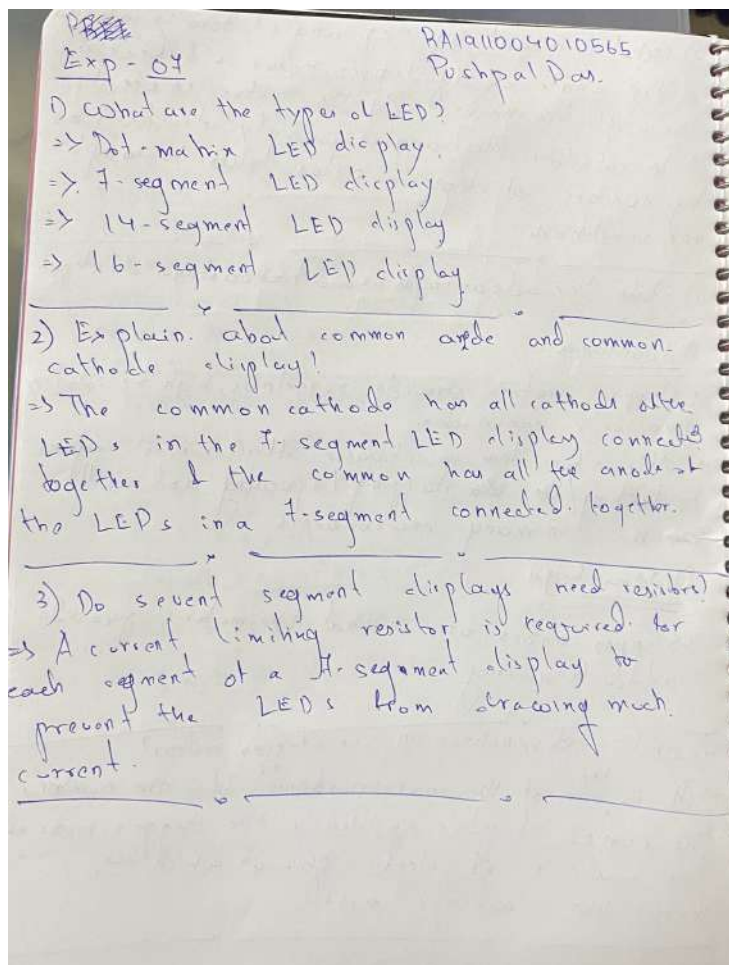 RA1911004010565
Pushpal Das.
Exp - 07
1) What are the types of LED?
=> Dot-matrix LED display.
=> 7-segment LED display
=> 14-segment LED display
=> 16-segment LED display
2) Explain. about common anode and common
cathode display?
=> The common cathode has all cathods of the
LEDs in the 7-segment LED display connected
together & the common has all the anode of
the LEDs in a 7-segment connected. together.
3) Do sevent segment displays need resistors?
=> A current limiting resistor is required. for
each segment of a 7-segment display to
prevent the LEDs from drawing much.
current.